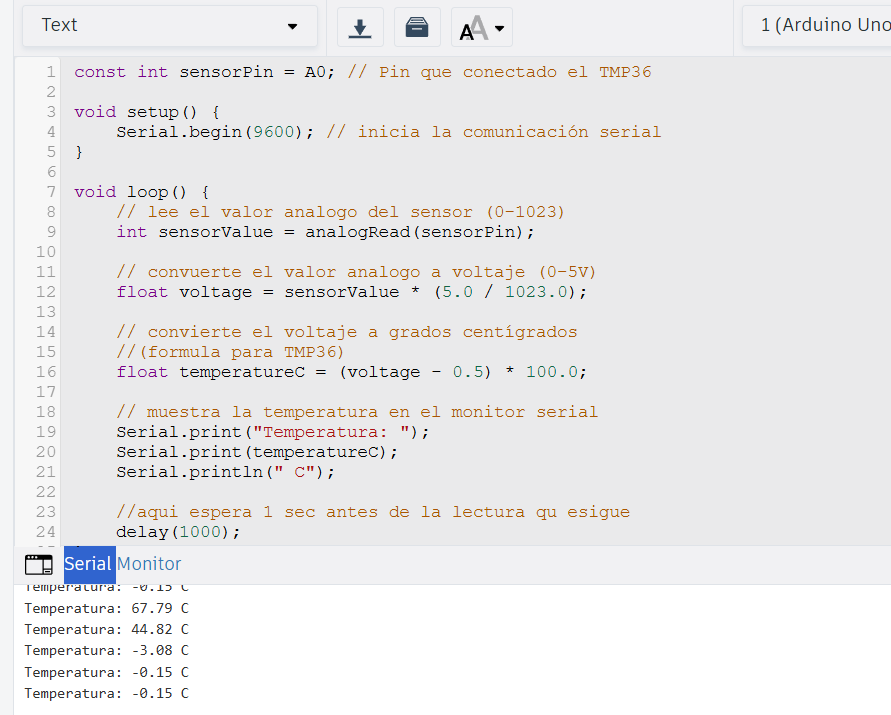 Text
1 (Arduino Uno
1 const int sensorPin = A0; // Pin que conectado el TMP36
2
3 void setup() {
4 Serial.begin(9600); // inicia la comunicación serial
5 }
6
7 void loop() {
8 // lee el valor analogo del sensor (0-1023)
9 int sensorValue = analogRead(sensorPin);
10
11 // convuerte el valor analogo a voltaje (0-5V)
12 float voltage = sensorValue * (5.0 / 1023.0);
13
14 // convierte el voltaje a grados centígrados
15 //(formula para TMP36)
16 float temperatureC = (voltage - 0.5) * 100.0;
17
18 // muestra la temperatura en el monitor serial
19 Serial.print("Temperatura: ");
20 Serial.print(temperatureC);
21 Serial.println(" C");
22
23 //aqui espera 1 sec antes de la lectura qu esigue
24 delay(1000);
Serial Monitor
Temperatura: -0.15 C
Temperatura: 67.79 C
Temperatura: 44.82 C
Temperatura: -3.08 C
Temperatura: -0.15 C
Temperatura: -0.15 C